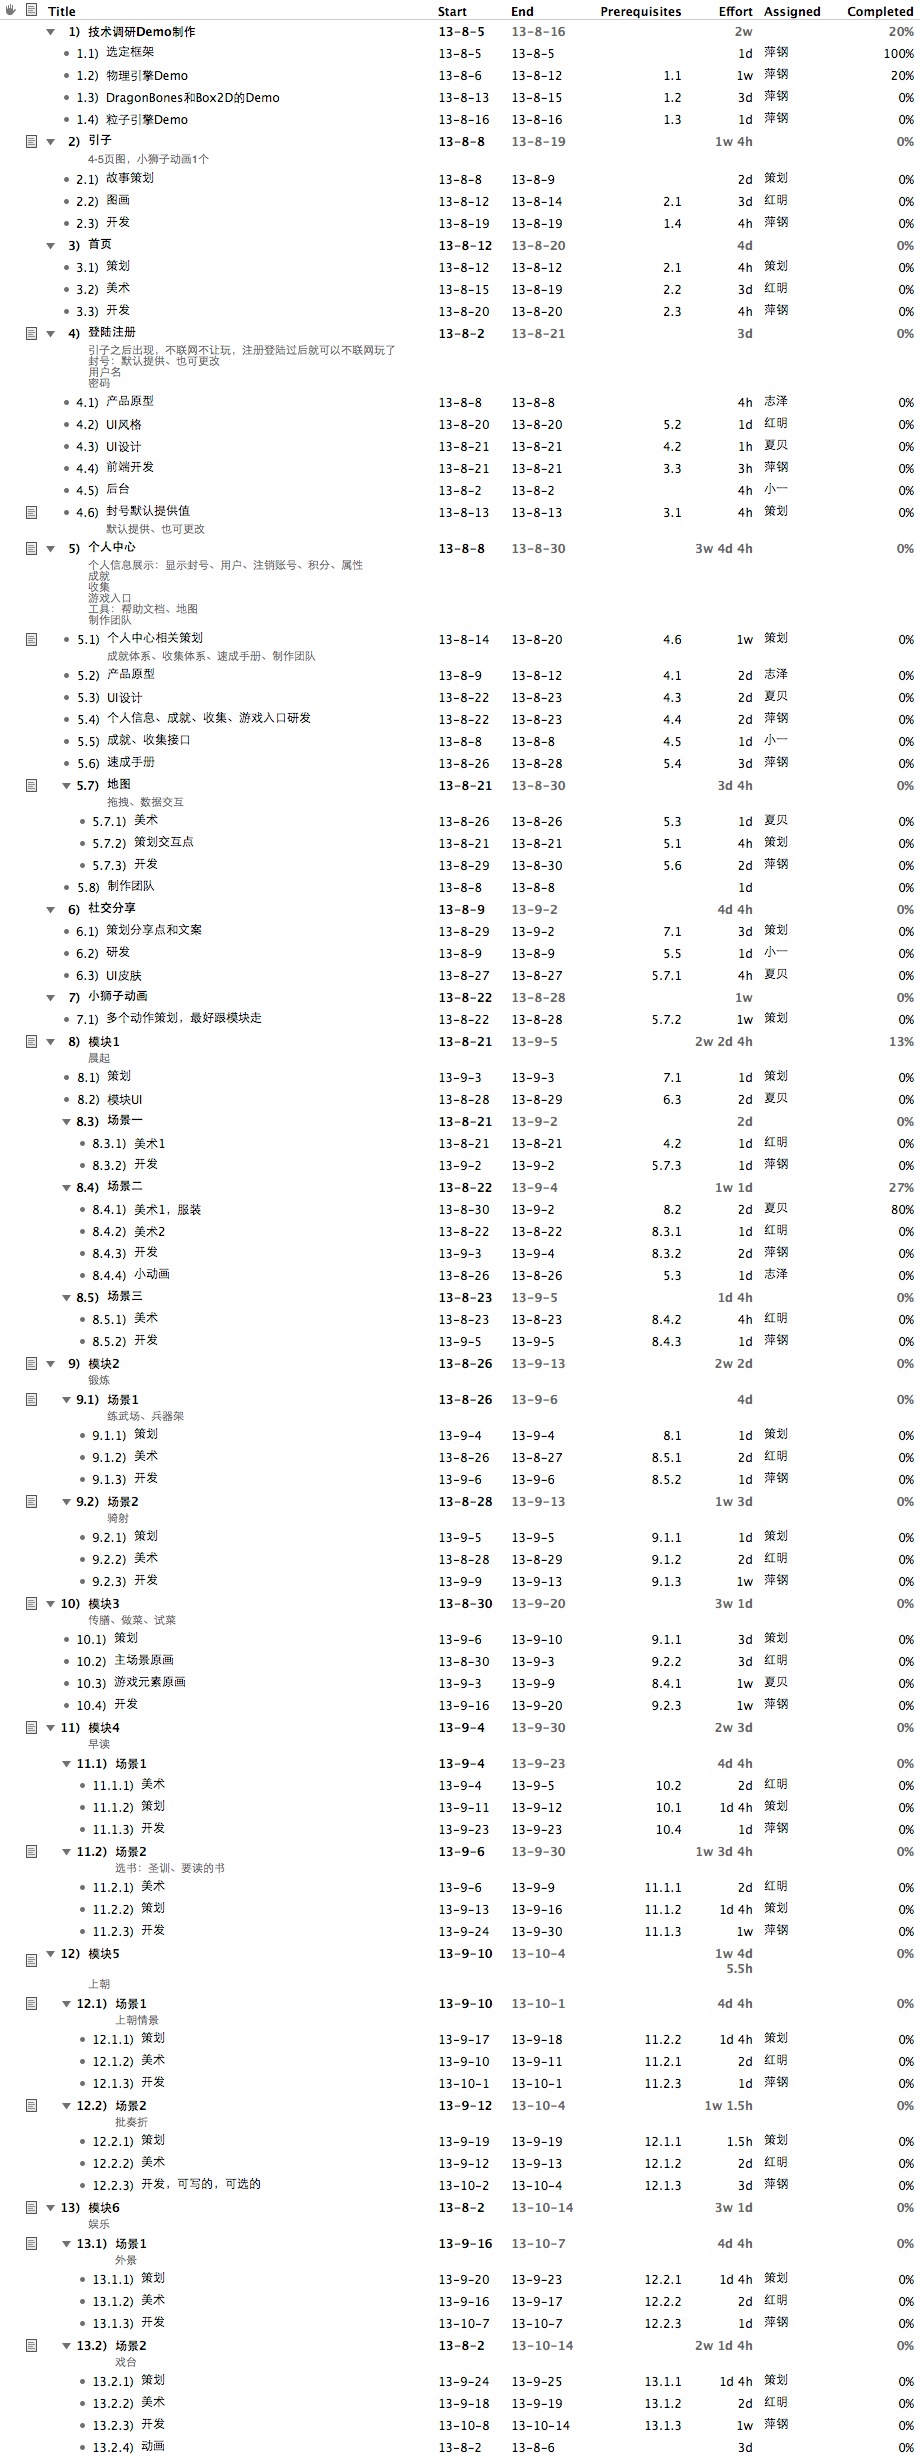 Title Start End Prerequisites Effort Assigned Completed
1) 技术调研Demo制作 13-8-5 13-8-16 2w 20%
1.1) 选定框架 13-8-5 13-8-5 1d 萍钢 100%
1.2) 物理引擎Demo 13-8-6 13-8-12 1.1 1w 萍钢 20%
1.3) DragonBones和Box2D的Demo 13-8-13 13-8-15 1.2 3d 萍钢 0%
1.4) 粒子引擎Demo 13-8-16 13-8-16 1.3 1d 萍钢 0%
2) 引子 13-8-8 13-8-19 1w 4h 0%
4-5页图，小狮子动画1个
2.1) 故事策划 13-8-8 13-8-9 2d 策划 0%
2.2) 图画 13-8-12 13-8-14 2.1 3d 红明 0%
2.3) 开发 13-8-19 13-8-19 1.4 4h 萍钢 0%
3) 首页 13-8-12 13-8-20 4d 0%
3.1) 策划 13-8-12 13-8-12 2.1 4h 策划 0%
3.2) 美术 13-8-15 13-8-19 2.2 3d 红明 0%
3.3) 开发 13-8-20 13-8-20 2.3 4h 萍钢 0%
4) 登陆注册 13-8-2 13-8-21 3d 0%
引子之后出现，不联网不让玩，注册登陆过后就可以不联网玩了
封号：默认提供、也可更改
用户名
密码
4.1) 产品原型 13-8-8 13-8-8 4h 志泽 0%
4.2) UI风格 13-8-20 13-8-20 5.2 1d 红明 0%
4.3) UI设计 13-8-21 13-8-21 4.2 1h 夏贝 0%
4.4) 前端开发 13-8-21 13-8-21 3.3 3h 萍钢 0%
4.5) 后台 13-8-2 13-8-2 4h 小一 0%
4.6) 封号默认提供值 13-8-13 13-8-13 3.1 4h 策划 0%
默认提供、也可更改
5) 个人中心 13-8-8 13-8-30 3w 4d 4h 0%
个人信息展示：显示封号、用户、注销账号、积分、属性
成就
收集
游戏入口
工具：帮助文档、地图
制作团队
5.1) 个人中心相关策划 13-8-14 13-8-20 4.6 1w 策划 0%
成就体系、收集体系、速成手册、制作团队
5.2) 产品原型 13-8-9 13-8-12 4.1 2d 志泽 0%
5.3) UI设计 13-8-22 13-8-23 4.3 2d 夏贝 0%
5.4) 个人信息、成就、收集、游戏入口研发 13-8-22 13-8-23 4.4 2d 萍钢 0%
5.5) 成就、收集接口 13-8-8 13-8-8 4.5 1d 小一 0%
5.6) 速成手册 13-8-26 13-8-28 5.4 3d 萍钢 0%
5.7) 地图 13-8-21 13-8-30 3d 4h 0%
拖拽、数据交互
5.7.1) 美术 13-8-26 13-8-26 5.3 1d 夏贝 0%
5.7.2) 策划交互点 13-8-21 13-8-21 5.1 4h 策划 0%
5.7.3) 开发 13-8-29 13-8-30 5.6 2d 萍钢 0%
5.8) 制作团队 13-8-8 13-8-8 1d 0%
6) 社交分享 13-8-9 13-9-2 4d 4h 0%
6.1) 策划分享点和文案 13-8-29 13-9-2 7.1 3d 策划 0%
6.2) 研发 13-8-9 13-8-9 5.5 1d 小一 0%
6.3) UI皮肤 13-8-27 13-8-27 5.7.1 4h 夏贝 0%
7) 小狮子动画 13-8-22 13-8-28 1w 0%
7.1) 多个动作策划，最好跟模块走 13-8-22 13-8-28 5.7.2 1w 策划 0%
8) 模块1 13-8-21 13-9-5 2w 2d 4h 13%
晨起
8.1) 策划 13-9-3 13-9-3 7.1 1d 策划 0%
8.2) 模块UI 13-8-28 13-8-29 6.3 2d 夏贝 0%
8.3) 场景一 13-8-21 13-9-2 2d 0%
8.3.1) 美术1 13-8-21 13-8-21 4.2 1d 红明 0%
8.3.2) 开发 13-9-2 13-9-2 5.7.3 1d 萍钢 0%
8.4) 场景二 13-8-22 13-9-4 1w 1d 27%
8.4.1) 美术1，服装 13-8-30 13-9-2 8.2 2d 夏贝 80%
8.4.2) 美术2 13-8-22 13-8-22 8.3.1 1d 红明 0%
8.4.3) 开发 13-9-3 13-9-4 8.3.2 2d 萍钢 0%
8.4.4) 小动画 13-8-26 13-8-26 5.3 1d 志泽 0%
8.5) 场景三 13-8-23 13-9-5 1d 4h 0%
8.5.1) 美术 13-8-23 13-8-23 8.4.2 4h 红明 0%
8.5.2) 开发 13-9-5 13-9-5 8.4.3 1d 萍钢 0%
9) 模块2 13-8-26 13-9-13 2w 2d 0%
锻炼
9.1) 场景1 13-8-26 13-9-6 4d 0%
练武场、兵器架
9.1.1) 策划 13-9-4 13-9-4 8.1 1d 策划 0%
9.1.2) 美术 13-8-26 13-8-27 8.5.1 2d 红明 0%
9.1.3) 开发 13-9-6 13-9-6 8.5.2 1d 萍钢 0%
9.2) 场景2 13-8-28 13-9-13 1w 3d 0%
骑射
9.2.1) 策划 13-9-5 13-9-5 9.1.1 1d 策划 0%
9.2.2) 美术 13-8-28 13-8-29 9.1.2 2d 红明 0%
9.2.3) 开发 13-9-9 13-9-13 9.1.3 1w 萍钢 0%
10) 模块3 13-8-30 13-9-20 3w 1d 0%
传膳、做菜、试菜
10.1) 策划 13-9-6 13-9-10 9.1.1 3d 策划 0%
10.2) 主场景原画 13-8-30 13-9-3 9.2.2 3d 红明 0%
10.3) 游戏元素原画 13-9-3 13-9-9 8.4.1 1w 夏贝 0%
10.4) 开发 13-9-16 13-9-20 9.2.3 1w 萍钢 0%
11) 模块4 13-9-4 13-9-30 2w 3d 0%
早读
11.1) 场景1 13-9-4 13-9-23 4d 4h 0%
11.1.1) 美术 13-9-4 13-9-5 10.2 2d 红明 0%
11.1.2) 策划 13-9-11 13-9-12 10.1 1d 4h 策划 0%
11.1.3) 开发 13-9-23 13-9-23 10.4 1d 萍钢 0%
11.2) 场景2 13-9-6 13-9-30 1w 3d 4h 0%
选书：圣训、要读的书
11.2.1) 美术 13-9-6 13-9-9 11.1.1 2d 红明 0%
11.2.2) 策划 13-9-13 13-9-16 11.1.2 1d 4h 策划 0%
11.2.3) 开发 13-9-24 13-9-30 11.1.3 1w 萍钢 0%
12) 模块5 13-9-10 13-10-4 1w 4d 0%
5.5h
上朝
12.1) 场景1 13-9-10 13-10-1 4d 4h 0%
上朝情景
12.1.1) 策划 13-9-17 13-9-18 11.2.2 1d 4h 策划 0%
12.1.2) 美术 13-9-10 13-9-11 11.2.1 2d 红明 0%
12.1.3) 开发 13-10-1 13-10-1 11.2.3 1d 萍钢 0%
12.2) 场景2 13-9-12 13-10-4 1w 1.5h 0%
批奏折
12.2.1) 策划 13-9-19 13-9-19 12.1.1 1.5h 策划 0%
12.2.2) 美术 13-9-12 13-9-13 12.1.2 2d 红明 0%
12.2.3) 开发，可写的，可选的 13-10-2 13-10-4 12.1.3 3d 萍钢 0%
13) 模块6 13-8-2 13-10-14 3w 1d 0%
娱乐
13.1) 场景1 13-9-16 13-10-7 4d 4h 0%
外景
13.1.1) 策划 13-9-20 13-9-23 12.2.1 1d 4h 策划 0%
13.1.2) 美术 13-9-16 13-9-17 12.2.2 2d 红明 0%
13.1.3) 开发 13-10-7 13-10-7 12.2.3 1d 萍钢 0%
13.2) 场景2 13-8-2 13-10-14 2w 1d 4h 0%
戏台
13.2.1) 策划 13-9-24 13-9-25 13.1.1 1d 4h 策划 0%
13.2.2) 美术 13-9-18 13-9-19 13.1.2 2d 红明 0%
13.2.3) 开发 13-10-8 13-10-14 13.1.3 1w 萍钢 0%
13.2.4) 动画 13-8-2 13-8-6 3d 0%